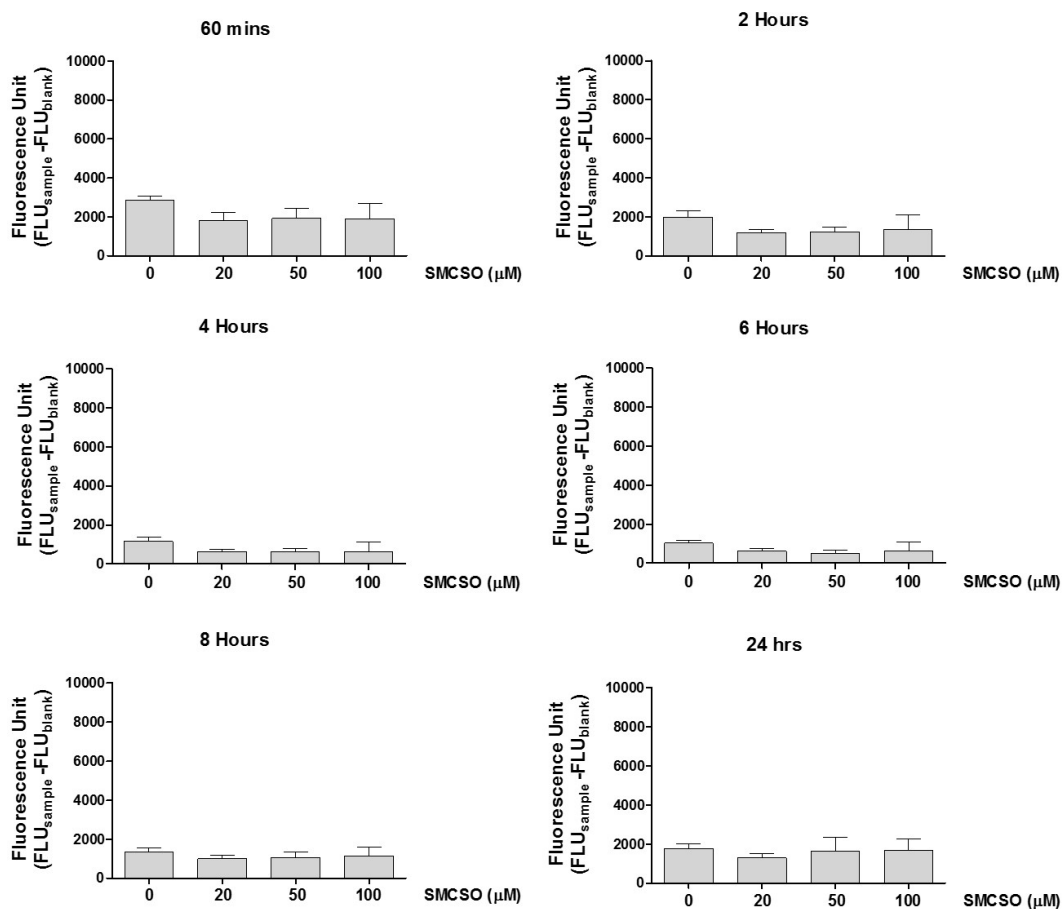 60 mins
Fluorescence Unit
(FLUsample -FLUblank)
10000
8000
6000
4000
2000
0
0 20 50 100 SMCSO (μM)
2 Hours
Fluorescence Unit
(FLUsample -FLUblank)
10000
8000
6000
4000
2000
0
0 20 50 100 SMCSO (μM)
4 Hours
Fluorescence Unit
(FLUsample -FLUblank)
10000
8000
6000
4000
2000
0
0 20 50 100 SMCSO (μM)
6 Hours
Fluorescence Unit
(FLUsample -FLUblank)
10000
8000
6000
4000
2000
0
0 20 50 100 SMCSO (μM)
8 Hours
Fluorescence Unit
(FLUsample -FLUblank)
10000
8000
6000
4000
2000
0
0 20 50 100 SMCSO (μM)
24 hrs
Fluorescence Unit
(FLUsample -FLUblank)
10000
8000
6000
4000
2000
0
0 20 50 100 SMCSO (μM)